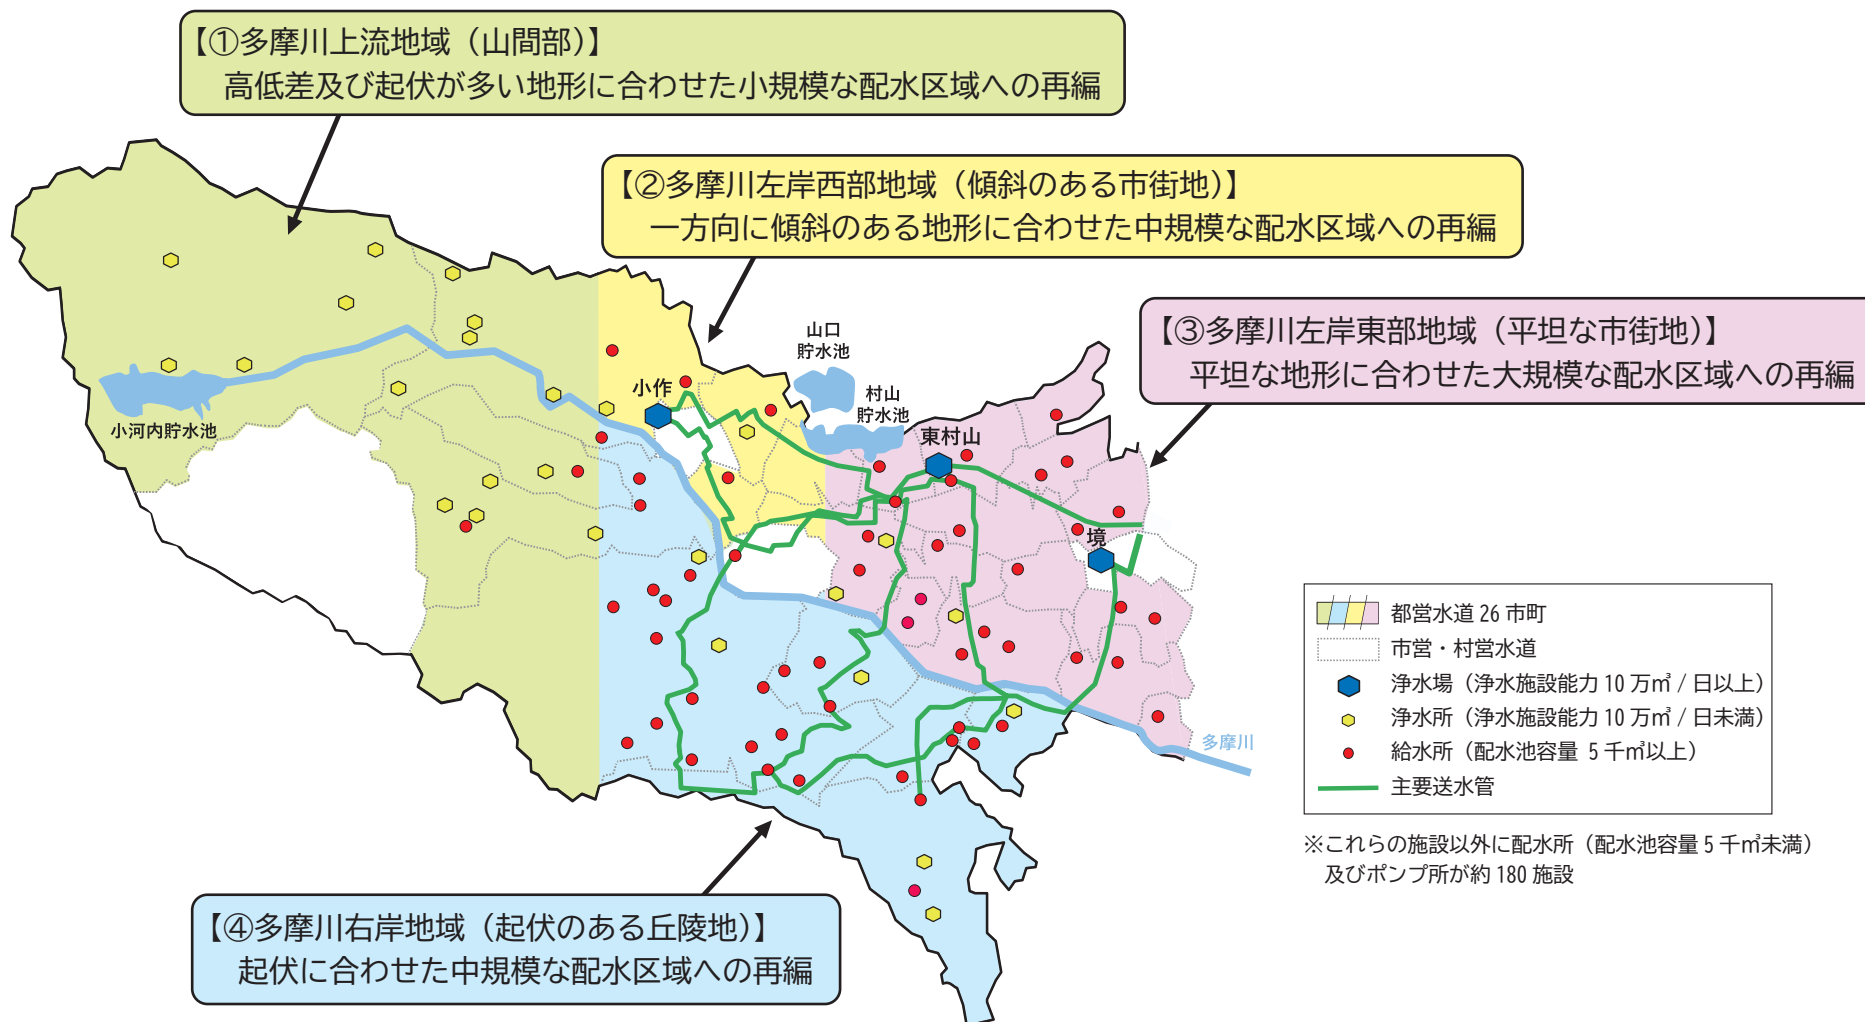 【①多摩川上流地域（山間部）】
高低差及び起伏が多い地形に合わせた小規模な配水区域への再編
【②多摩川左岸西部地域（傾斜のある市街地）】
一方向に傾斜のある地形に合わせた中規模な配水区域への再編
【③多摩川左岸東部地域（平坦な市街地）】
平坦な地形に合わせた大規模な配水区域への再編
山口
貯水池
村山
貯水池
小作
東村山
小河内貯水池
境
多摩川
都営水道 26 市町
市営・村営水道
浄水場（浄水施設能力 10 万㎥ / 日以上）
浄水所（浄水施設能力 10 万㎥ / 日未満）
給水所（配水池容量 5 千㎥以上）
主要送水管
※これらの施設以外に配水所（配水池容量 5 千㎥未満）
及びポンプ所が約 180 施設
【④多摩川右岸地域（起伏のある丘陵地）】
起伏に合わせた中規模な配水区域への再編